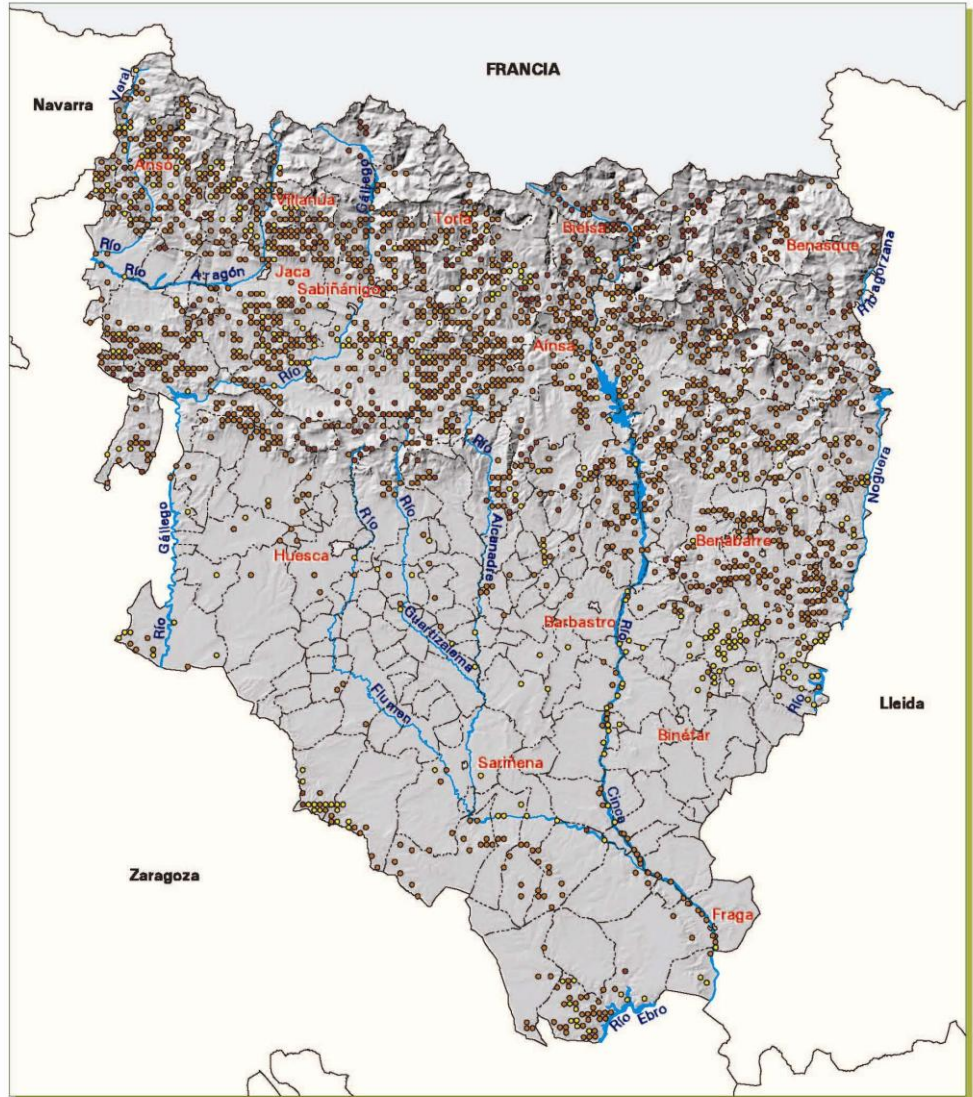 FRANCIA
Veral
Navarra
Ansó
Gállego
Villanúa
Torla
Bielsa
Benasque
Río
Río
Aragón
Jaca
Sabiñánigo
Río
Ribagorzana
Aínsa
Río
Río
Noguera
Gállego
Río
Río
Alcanadre
Huesca
Benabarre
Río
Guatizalema
Barbastro
Río
Flumen
Río
Lleida
Binéfar
Sariñena
Cinca
Zaragoza
Fraga
Río Ebro